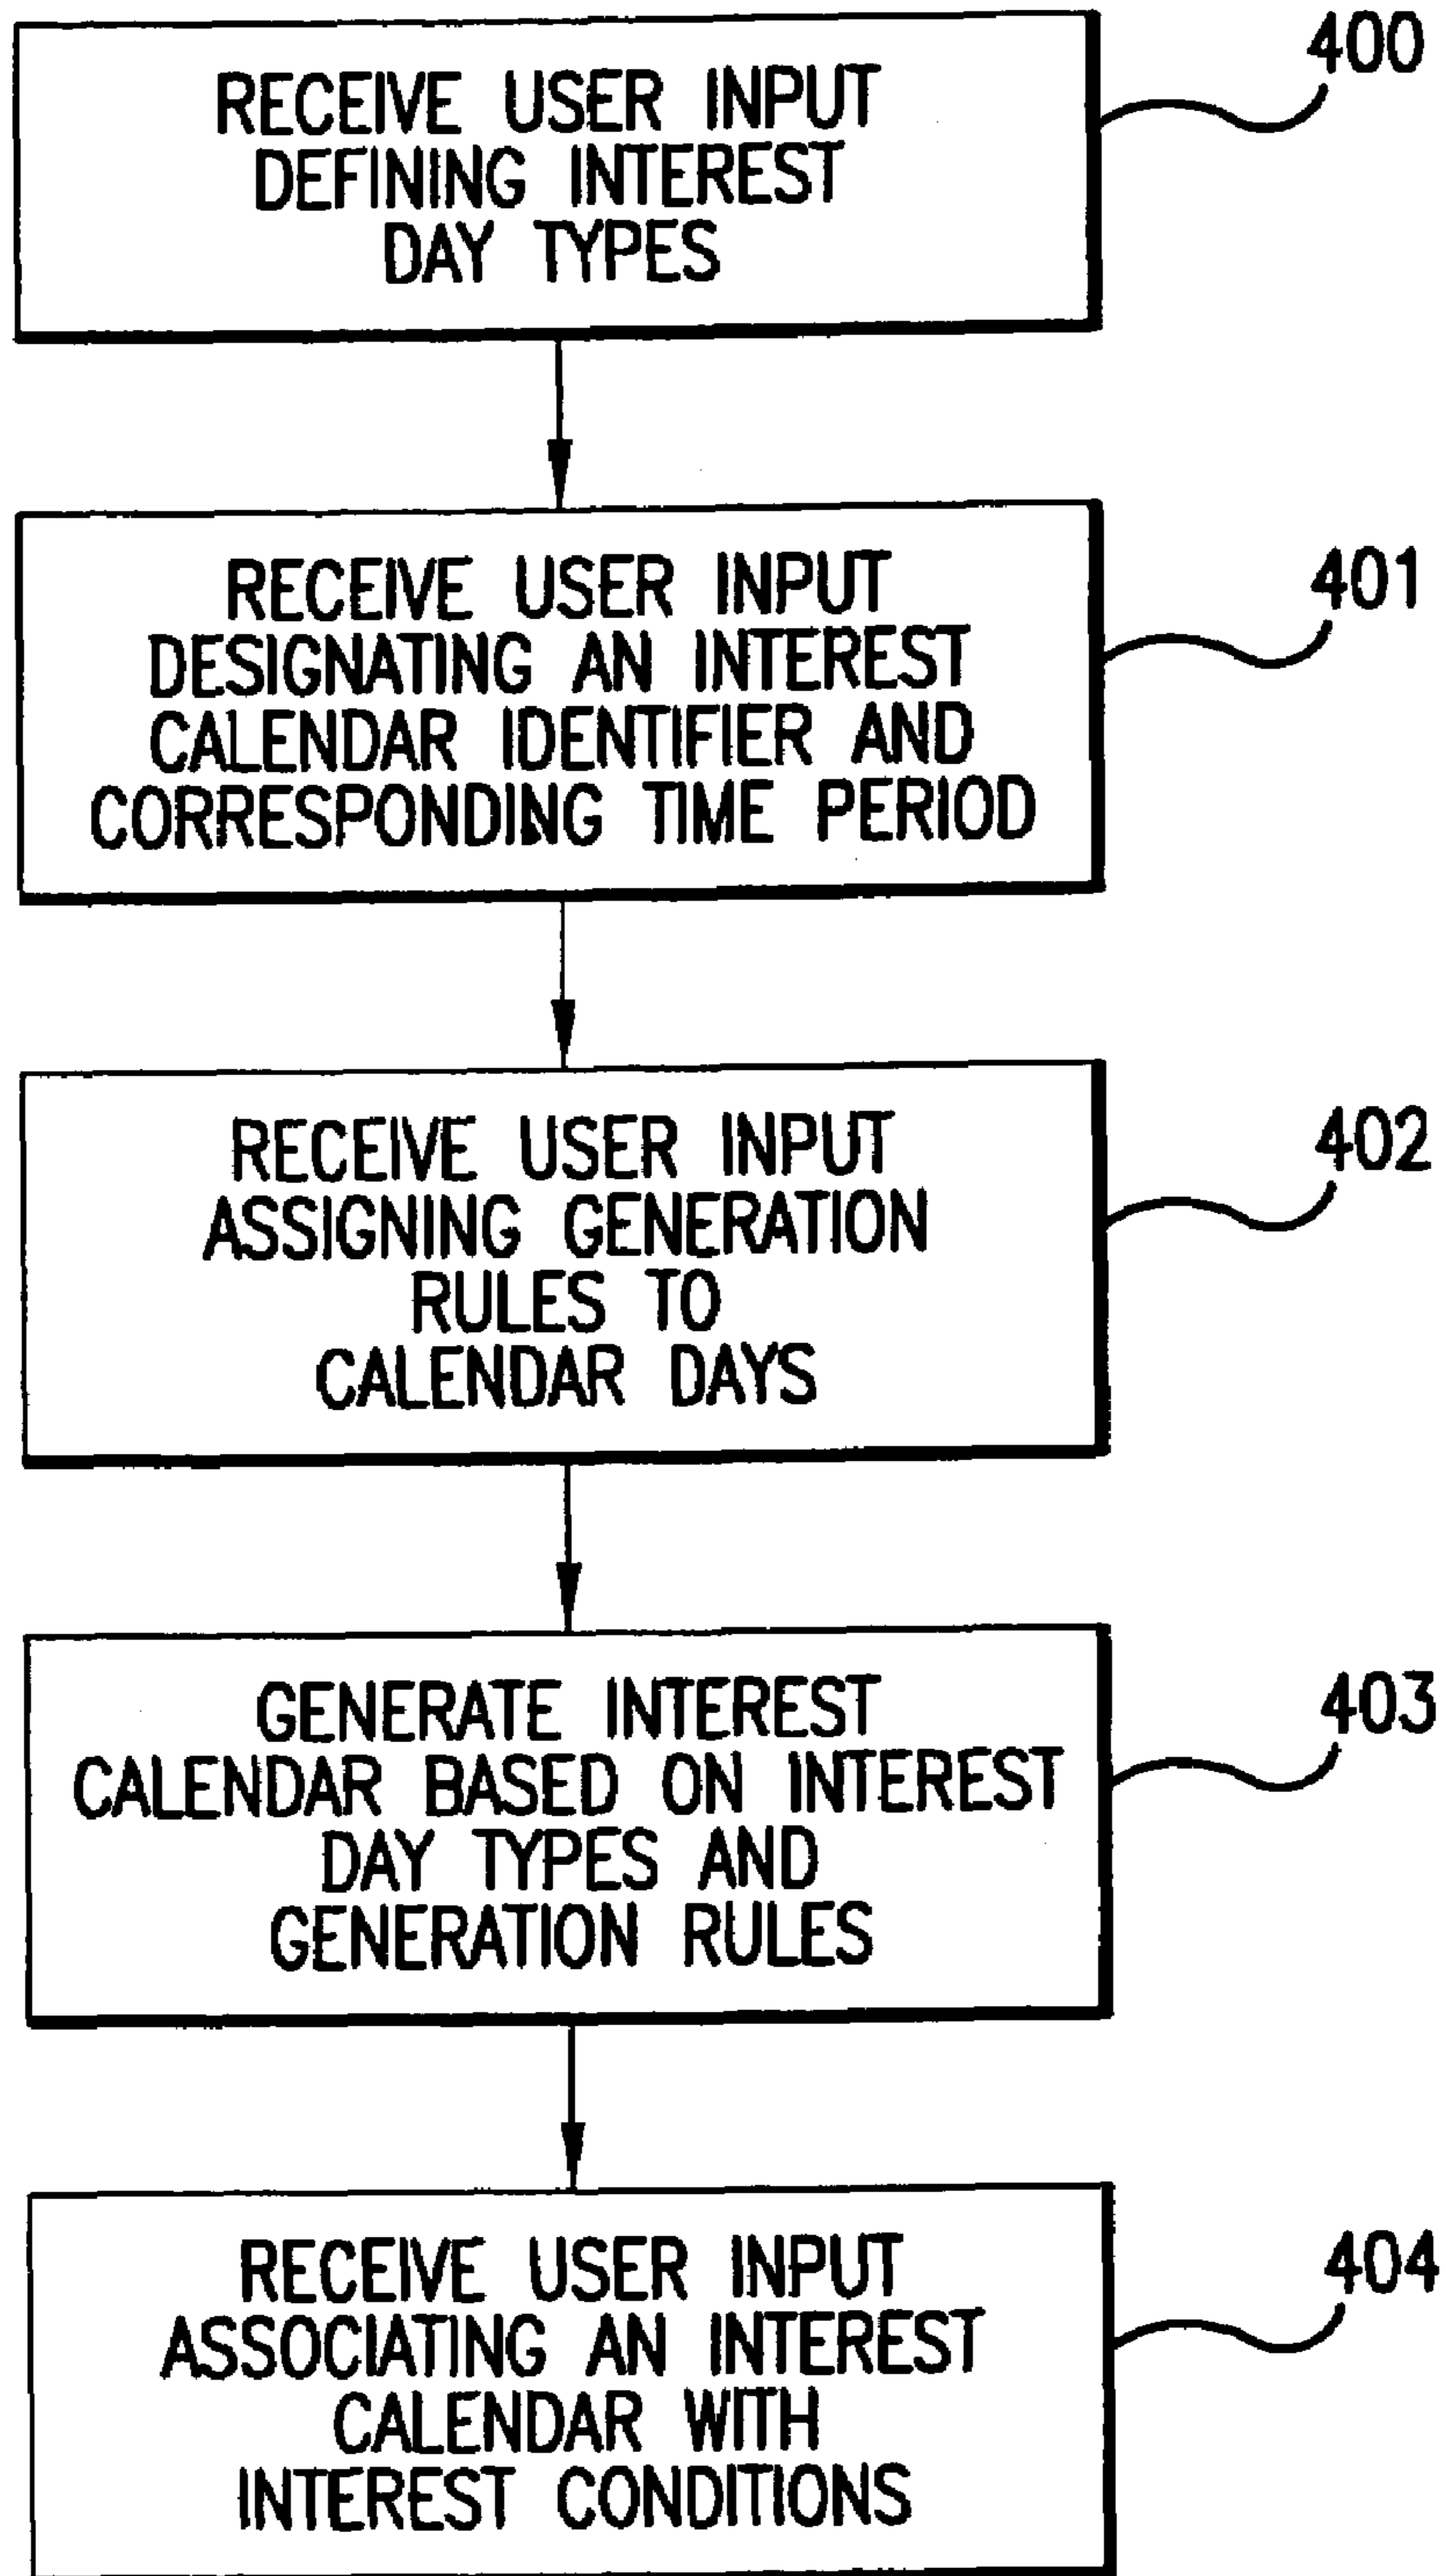 RECEIVE USER INPUT
DEFINING INTEREST
DAY TYPES
400
RECEIVE USER INPUT
DESIGNATING AN INTEREST
CALENDAR IDENTIFIER AND
CORRESPONDING TIME PERIOD
401
RECEIVE USER INPUT
ASSIGNING GENERATION
RULES TO
CALENDAR DAYS
402
GENERATE INTEREST
CALENDAR BASED ON INTEREST
DAY TYPES AND
GENERATION RULES
403
RECEIVE USER INPUT
ASSOCIATING AN INTEREST
CALENDAR WITH
INTEREST CONDITIONS
404